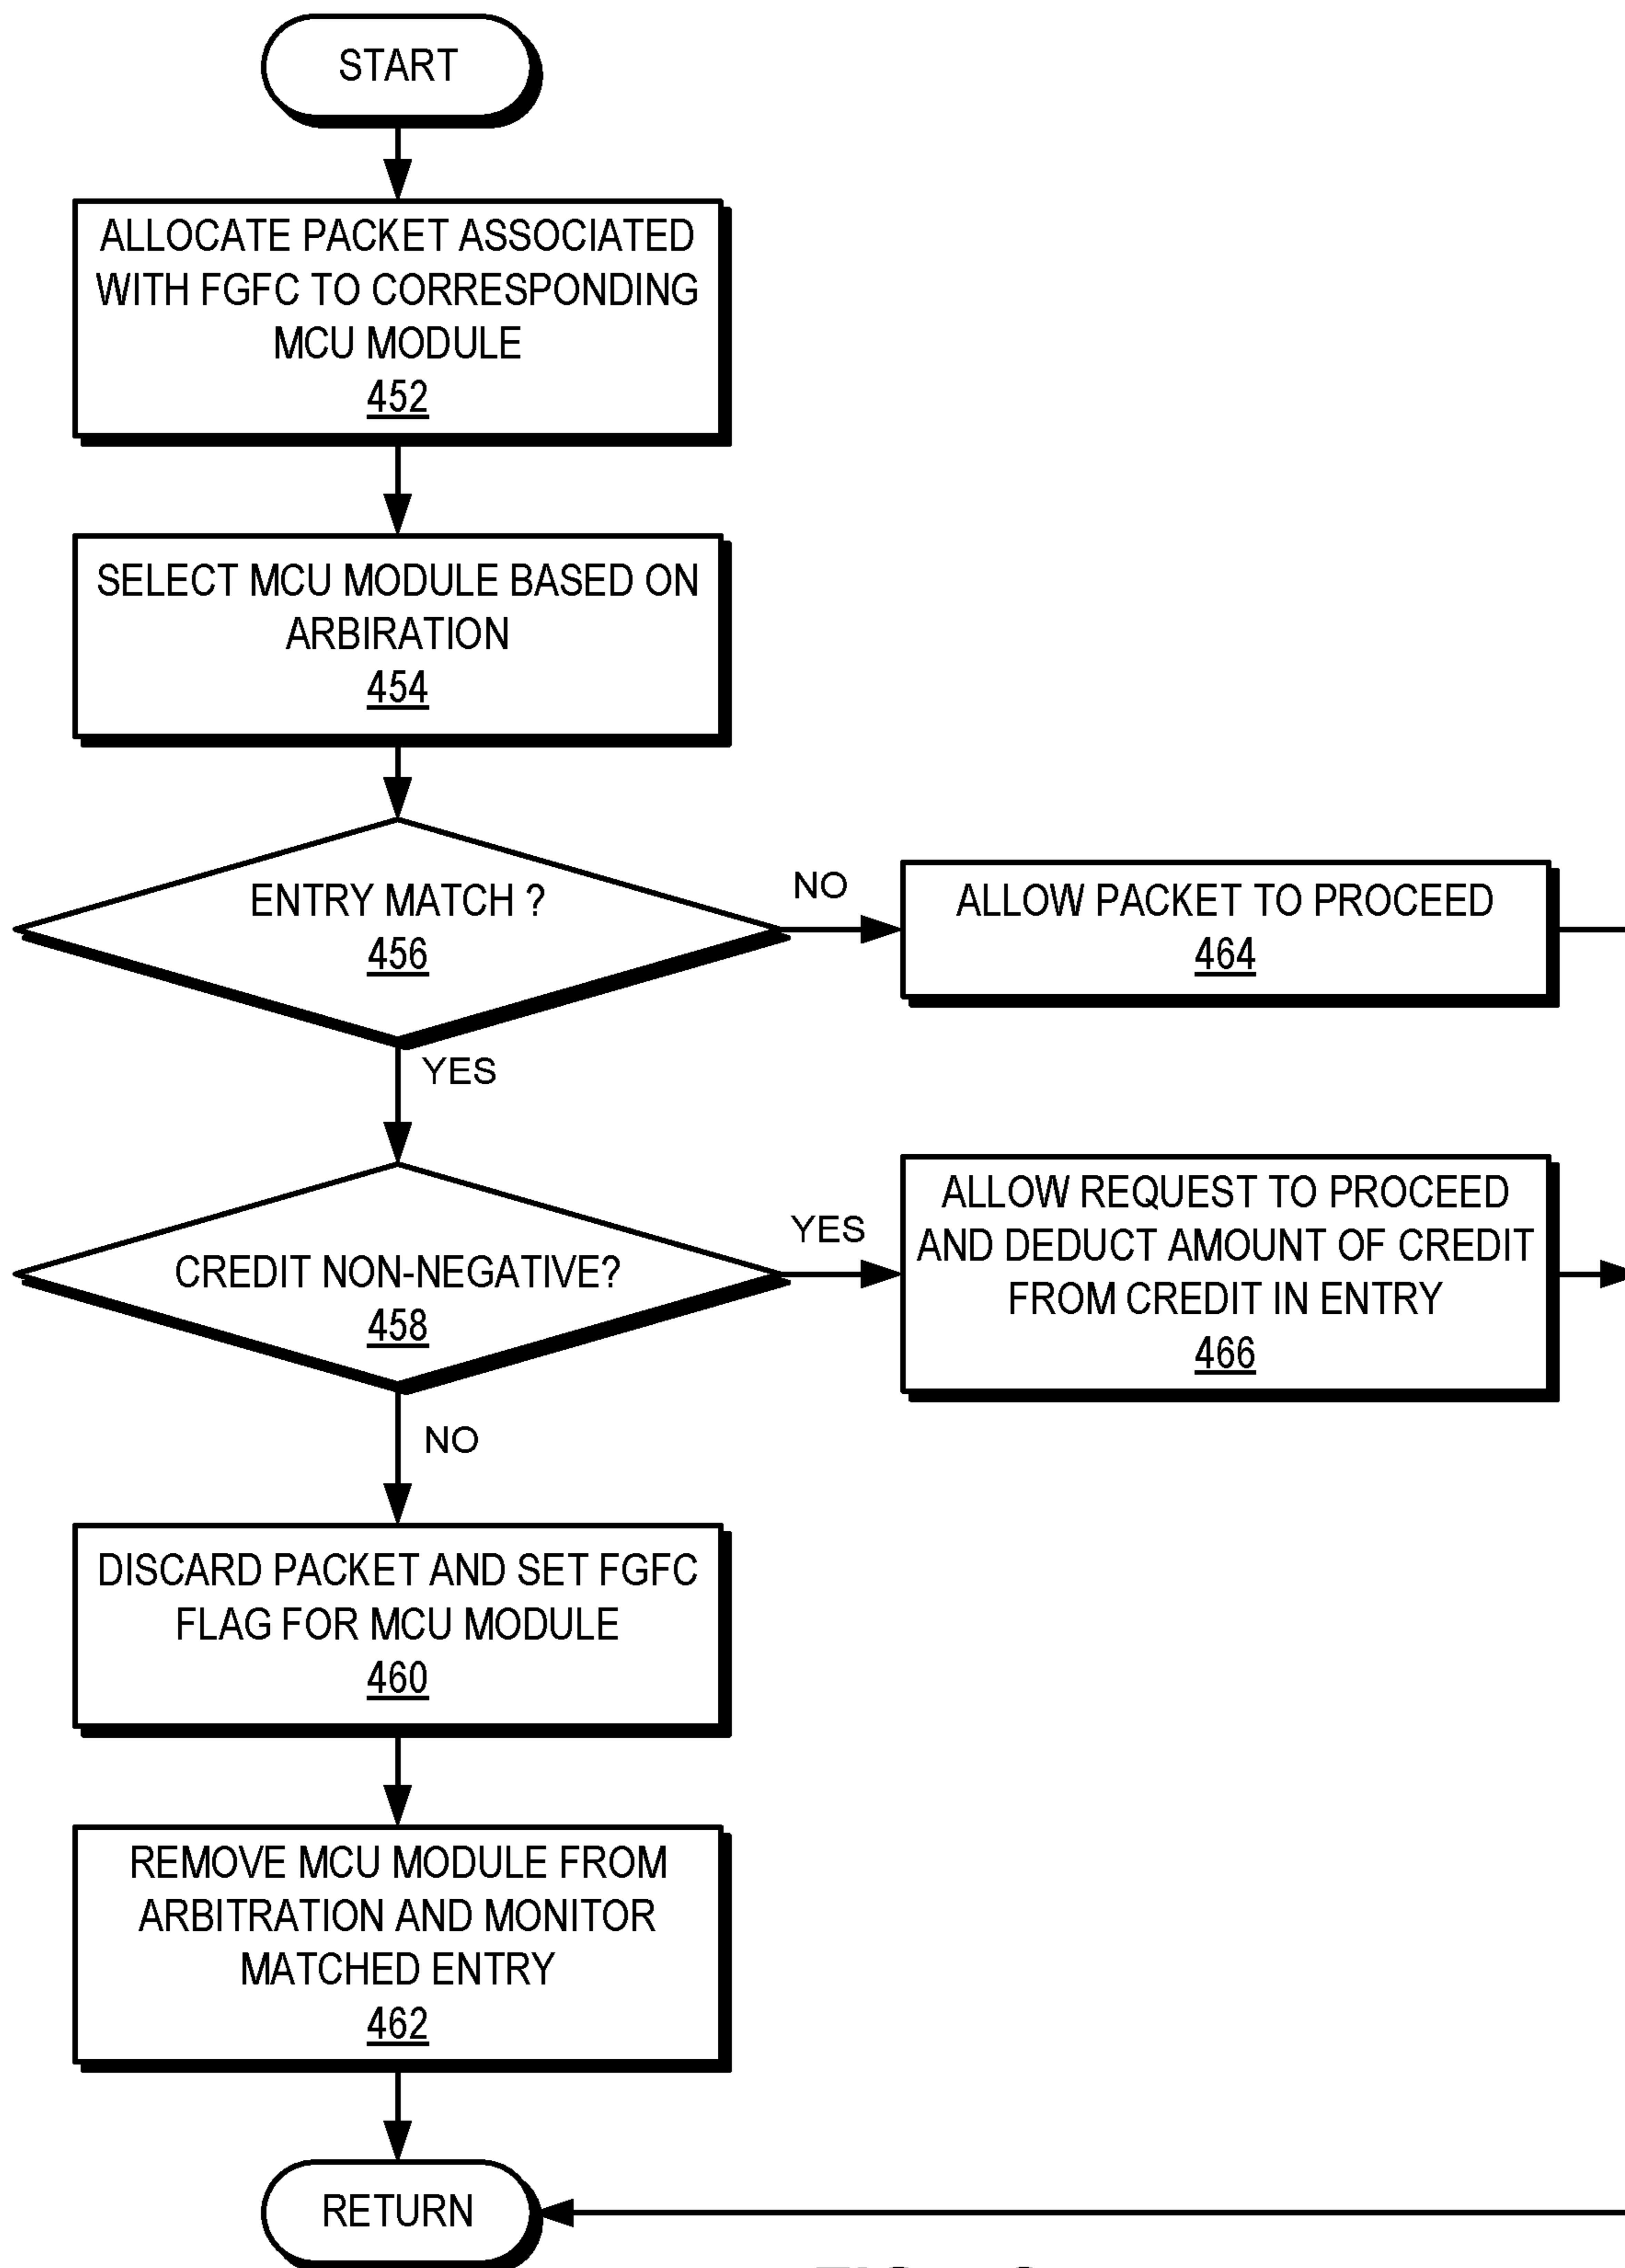 START
ALLOCATE PACKET ASSOCIATED
WITH FGFC TO CORRESPONDING
MCU MODULE
452
SELECT MCU MODULE BASED ON
ARBIRATION
454
ENTRY MATCH ?
456
NO
ALLOW PACKET TO PROCEED
464
YES
CREDIT NON-NEGATIVE?
458
YES
ALLOW REQUEST TO PROCEED
AND DEDUCT AMOUNT OF CREDIT
FROM CREDIT IN ENTRY
466
NO
DISCARD PACKET AND SET FGFC
FLAG FOR MCU MODULE
460
REMOVE MCU MODULE FROM
ARBITRATION AND MONITOR
MATCHED ENTRY
462
RETURN